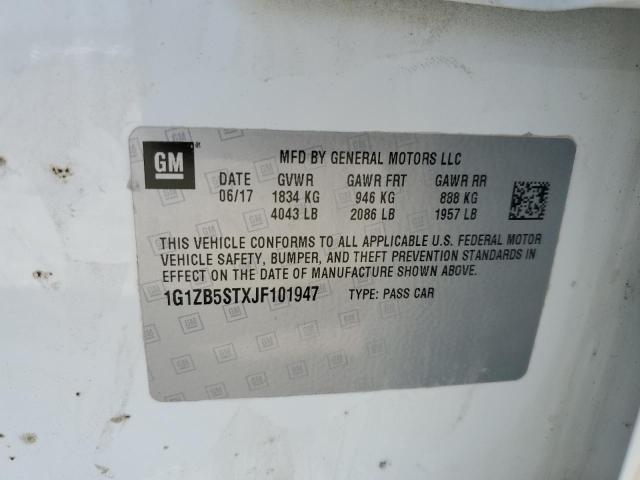 GM
MFD BY GENERAL MOTORS LLC
DATE GVWR GAWR FRT GAWR RR
06/17 1834 KG 946 KG 888 KG
4043 LB 2086 LB 1957 LB
THIS VEHICLE CONFORMS TO ALL APPLICABLE U.S. FEDERAL MOTOR
VEHICLE SAFETY, BUMPER, AND THEFT PREVENTION STANDARDS
IN EFFECT ON THE DATE OF MANUFACTURE SHOWN ABOVE.
1G1ZB5STXJF101947 TYPE: PASS CAR